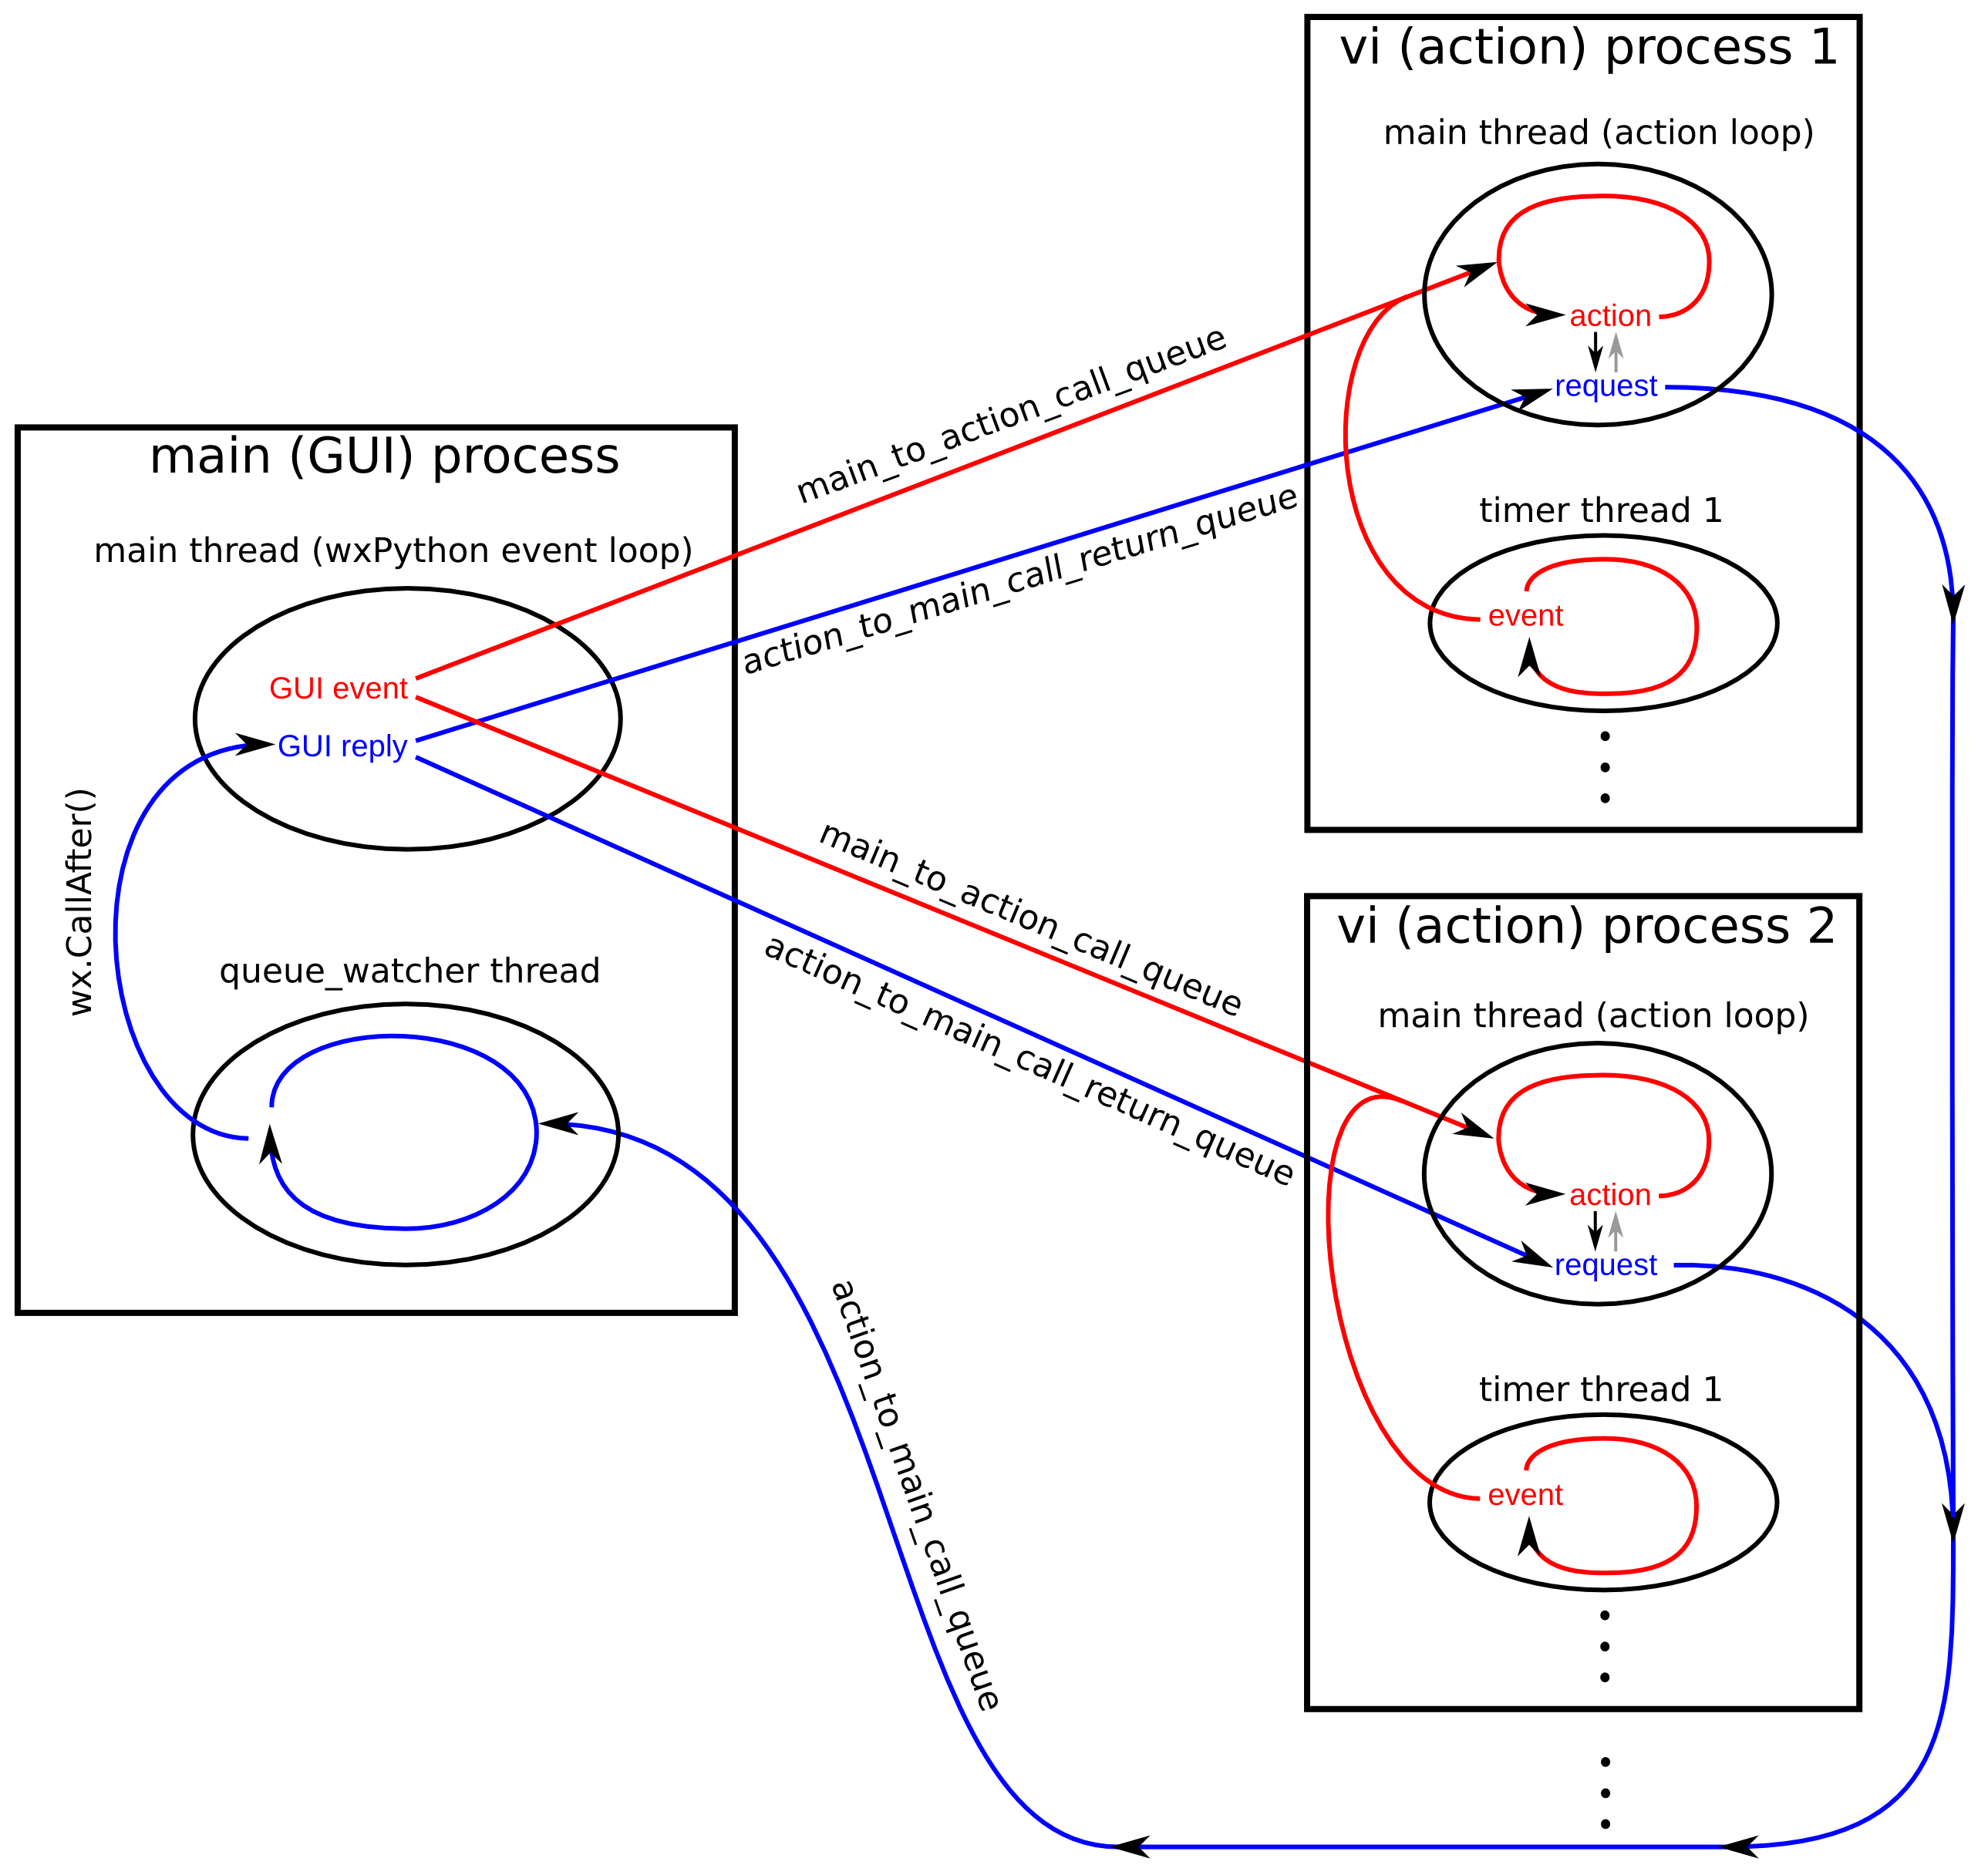 main (GUI) process
main thread (wxPython event loop)
GUI event
GUI reply
wx.CallAfter()
queue_watcher thread
main_to_action_call_queue
action_to_main_call_return_queue
main_to_action_call_queue
action_to_main_call_return_queue
action_to_main_call_queue
vi (action) process 1
main thread (action loop)
action
request
timer thread 1
event
vi (action) process 2
main thread (action loop)
action
request
timer thread 1
event